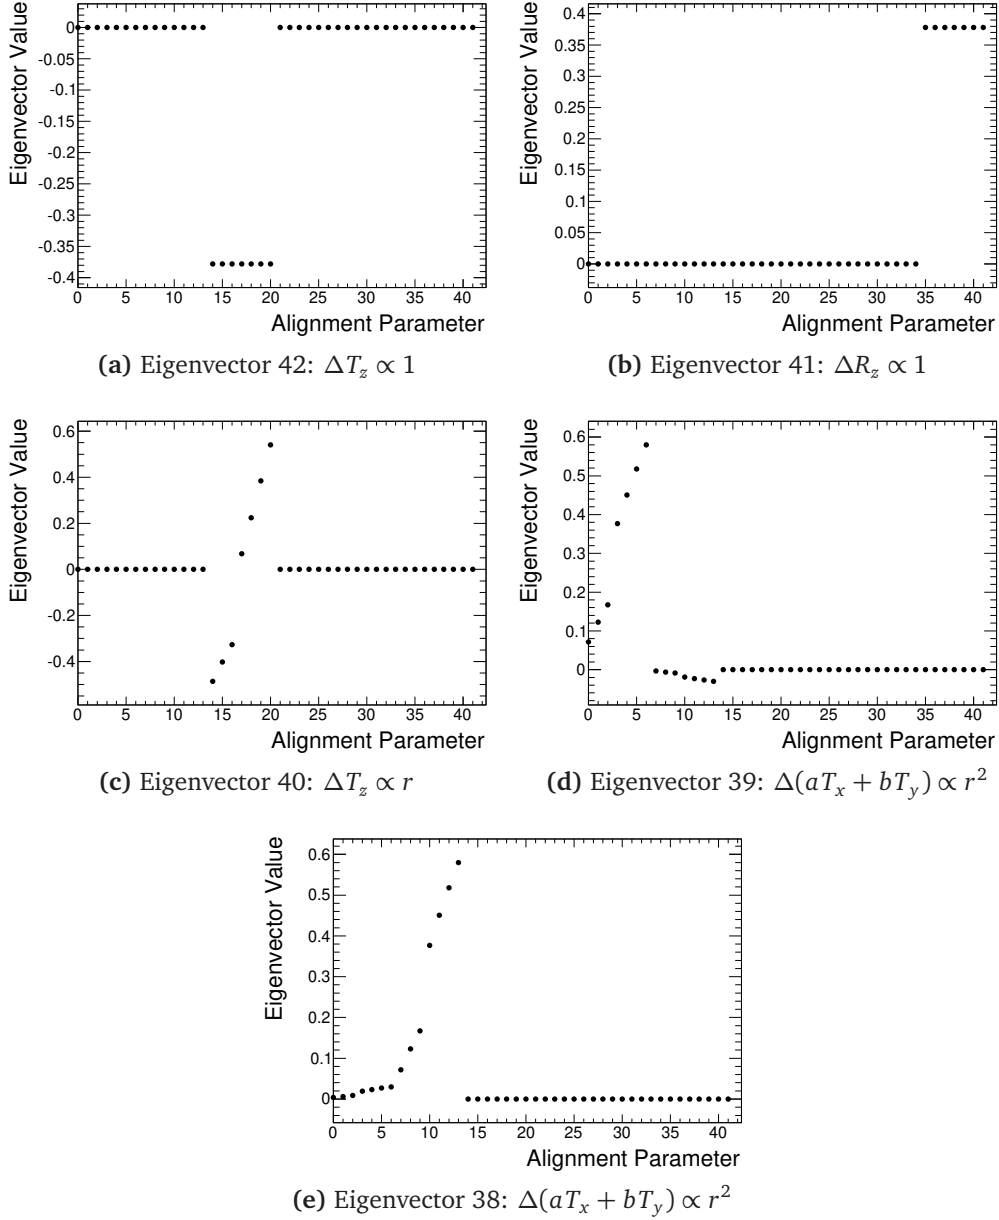 Eigenvector Value
0
-0.05
-0.1
-0.15
-0.2
-0.25
-0.3
-0.35
-0.4
0 5 10 15 20 25 30 35 40
Alignment Parameter
(a) Eigenvector 42: ΔT_z ∝ 1
Eigenvector Value
0.4
0.35
0.3
0.25
0.2
0.15
0.1
0.05
0
0 5 10 15 20 25 30 35 40
Alignment Parameter
(b) Eigenvector 41: ΔR_z ∝ 1
Eigenvector Value
0.6
0.4
0.2
0
-0.2
-0.4
0 5 10 15 20 25 30 35 40
Alignment Parameter
(c) Eigenvector 40: ΔT_z ∝ r
Eigenvector Value
0.6
0.5
0.4
0.3
0.2
0.1
0
0 5 10 15 20 25 30 35 40
Alignment Parameter
(d) Eigenvector 39: Δ(aT_x + bT_y) ∝ r²
Eigenvector Value
0.6
0.5
0.4
0.3
0.2
0.1
0
0 5 10 15 20 25 30 35 40
Alignment Parameter
(e) Eigenvector 38: Δ(aT_x + bT_y) ∝ r²